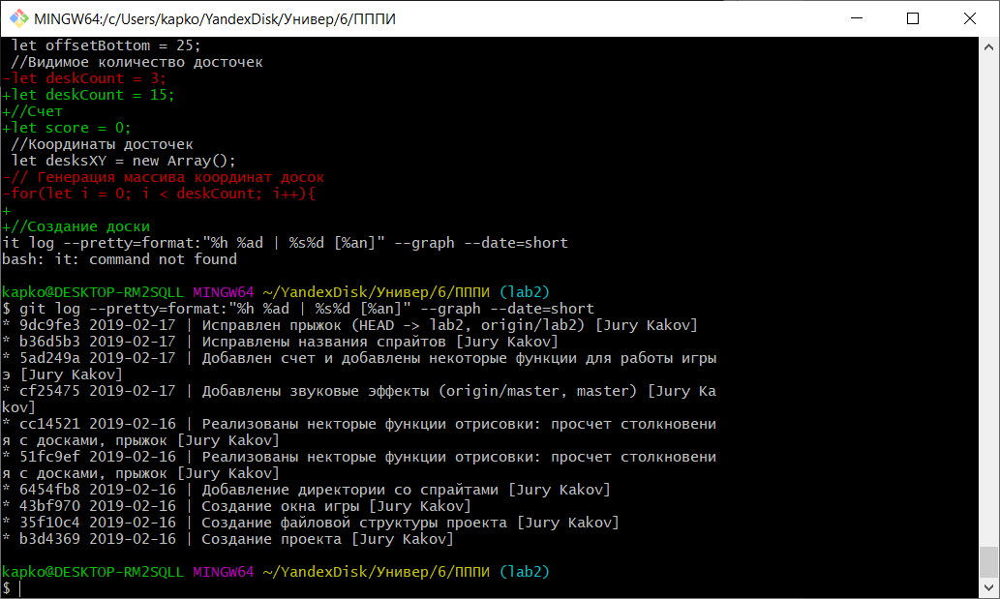 MINGW64:/c/Users/kapko/YandexDisk/Универ/6/ПППИ
let offsetBottom = 25;
//Видимое количество досточек
-let deskCount = 3;
+let deskCount = 15;
+//Счет
+let score = 0;
//Координаты досточек
let desksXY = new Array();
-// Генерация массива координат досок
-for(let i = 0; i < deskCount; i++){
+
+//Создание доски
it log --pretty=format:"%h %ad | %s%d [%an]" --graph --date=short
bash: it: command not found
kapko@DESKTOP-RM2SQLL MINGW64 ~/YandexDisk/Универ/6/ПППИ (lab2)
$ git log --pretty=format:"%h %ad | %s%d [%an]" --graph --date=short
* 9dc9fe3 2019-02-17 | Исправлен прыжок (HEAD -> lab2, origin/lab2) [Jury Kakov]
* b36d5b3 2019-02-17 | Исправлены названия спрайтов [Jury Kakov]
* 5ad249a 2019-02-17 | Добавлен счет и добавлены некоторые функции для работы игры
э [Jury Kakov]
* cf25475 2019-02-17 | Добавлены звуковые эффекты (origin/master, master) [Jury Ka
kov]
* cc14521 2019-02-16 | Реализованы некторые функции отрисовки: просчет столкновени
я с досками, прыжок [Jury Kakov]
* 51fc9ef 2019-02-16 | Реализованы некторые функции отрисовки: просчет столкновени
я с досками, прыжок [Jury Kakov]
* 6454fb8 2019-02-16 | Добавление директории со спрайтами [Jury Kakov]
* 43bf970 2019-02-16 | Создание окна игры [Jury Kakov]
* 35f10c4 2019-02-16 | Создание файловой структуры проекта [Jury Kakov]
* b3d4369 2019-02-16 | Создание проекта [Jury Kakov]
kapko@DESKTOP-RM2SQLL MINGW64 ~/YandexDisk/Универ/6/ПППИ (lab2)
$